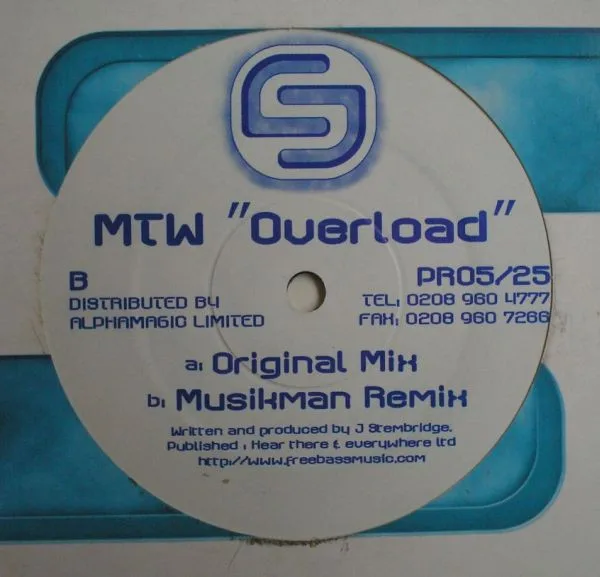 MTW "Overload"
B
PRO5/25
DISTRIBUTED BY
TEL: 0208 960 4777
ALPHAMAGIC LIMITED
FAX: 0208 960 7266
a: Original Mix
b: Musikman Remix
Written and produced by J Stembridge.
Published : Hear there & everywhere ltd
http://www.freebassmusic.com